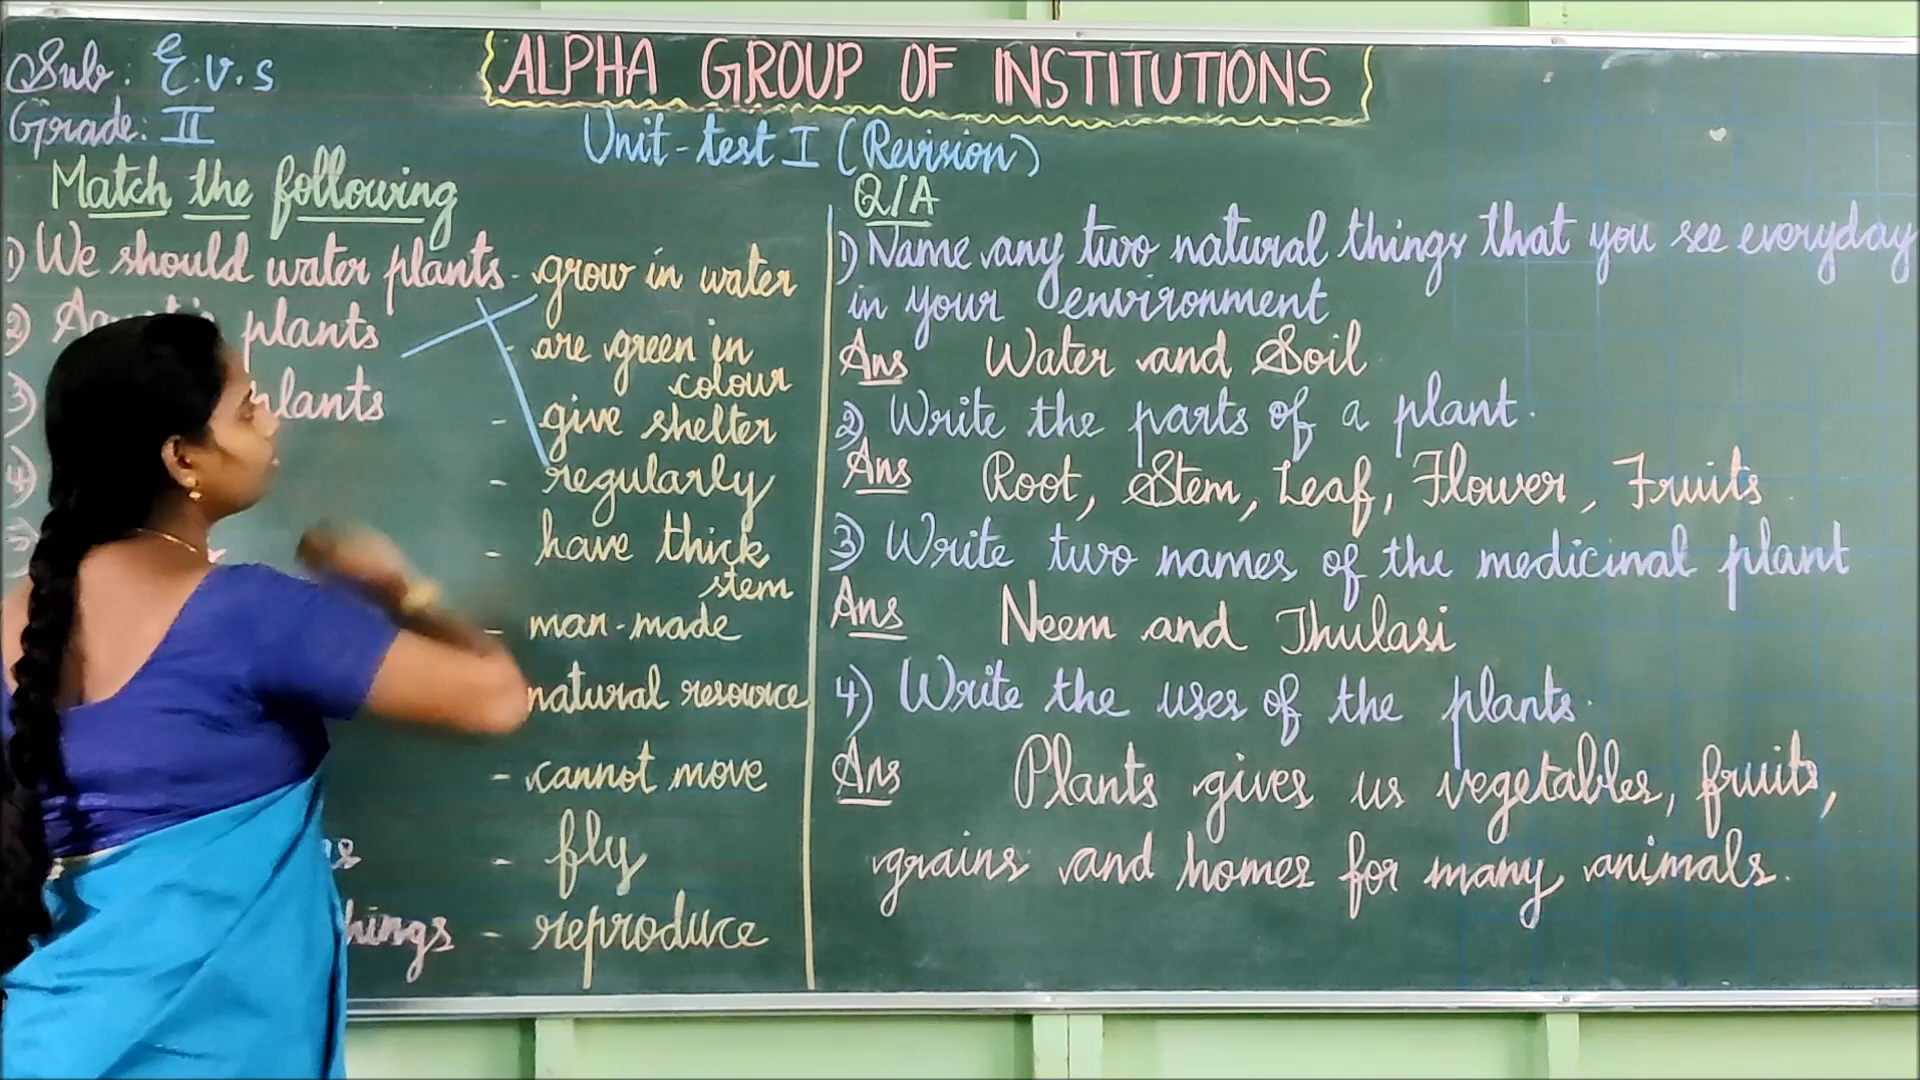 Sub: E.V.S
ALPHA GROUP OF INSTITUTIONS
Grade: II
Unit-test I (Revision)
Match the following
1) We should water plants - grow in water
2) plants - are green in
colour
3) plants - give shelter
4) - regularly
- have thick
stem
- man-made
natural resource
- cannot move
- fly
- reproduce
Q/A
1) Name any two natural things that you see everyday
in your environment
Ans Water and Soil
2) Write the parts of a plant.
Ans Root, Stem, Leaf, Flower, Fruits
3) Write two names of the medicinal plant
Ans Neem and Thulasi
4) Write the uses of the plants.
Ans Plants gives us vegetables, fruits,
grains and homes for many animals.